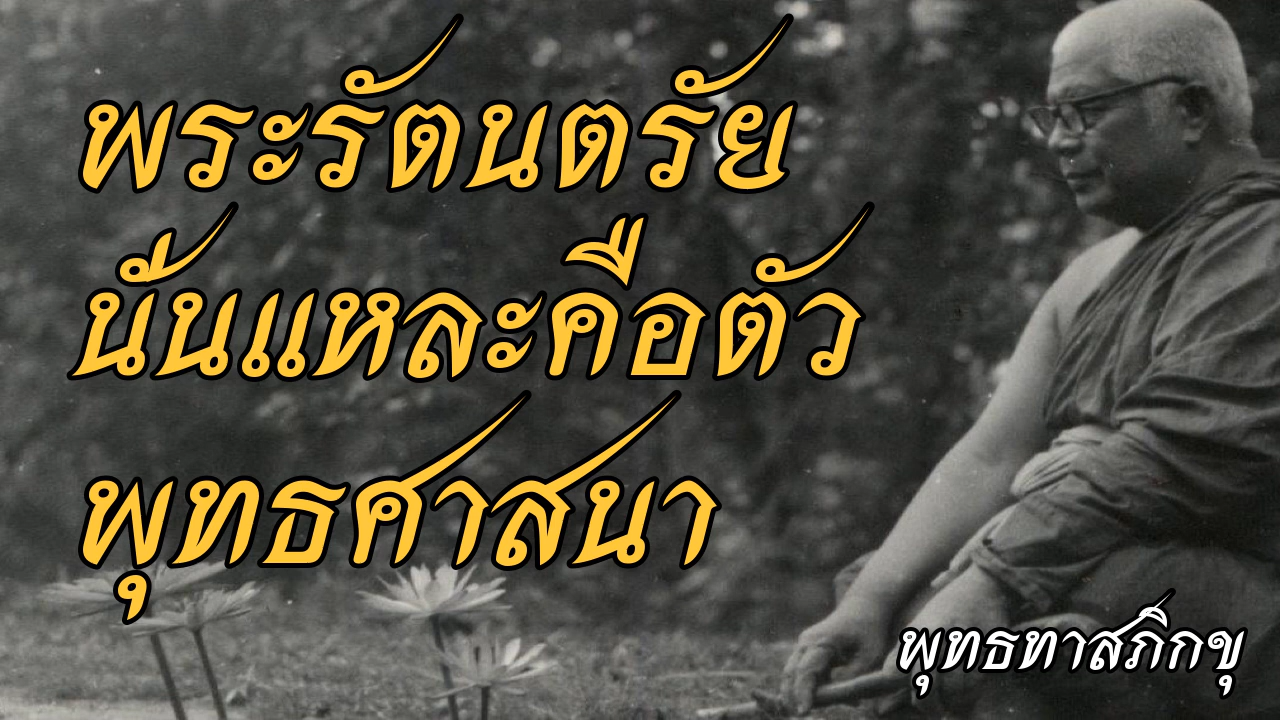 พระรัตนตรัย
นั้นแหละคือตัว
พุทธศาสนา
พุทธทาสภิกขุ